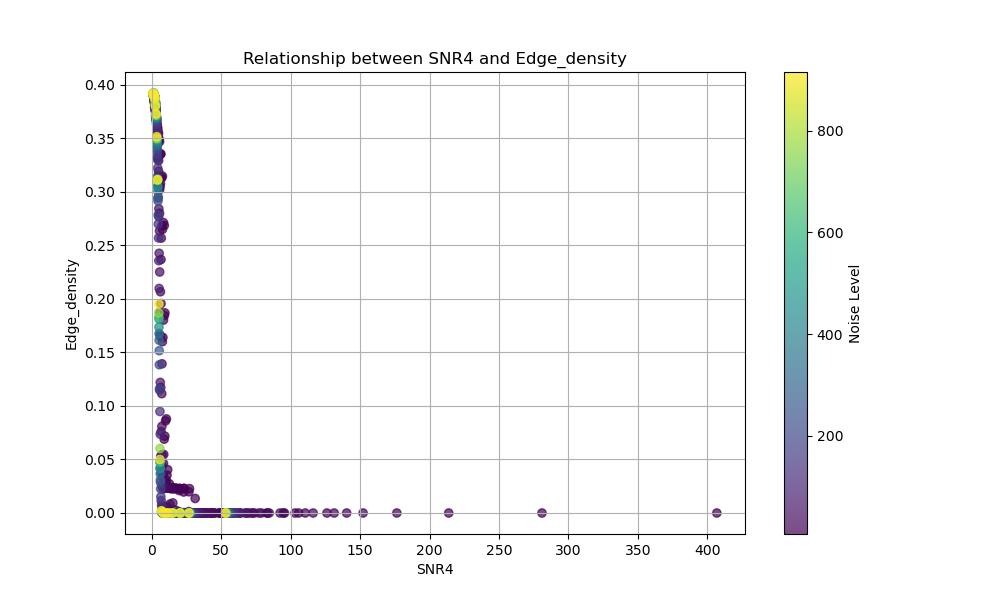 Relationship between SNR4 and Edge_density
0.40
0.35
0.30
0.25
0.20
0.15
0.10
0.05
0.00
Edge_density
0 50 100 150 200 250 300 350 400
SNR4
800
600
400
200
Noise Level